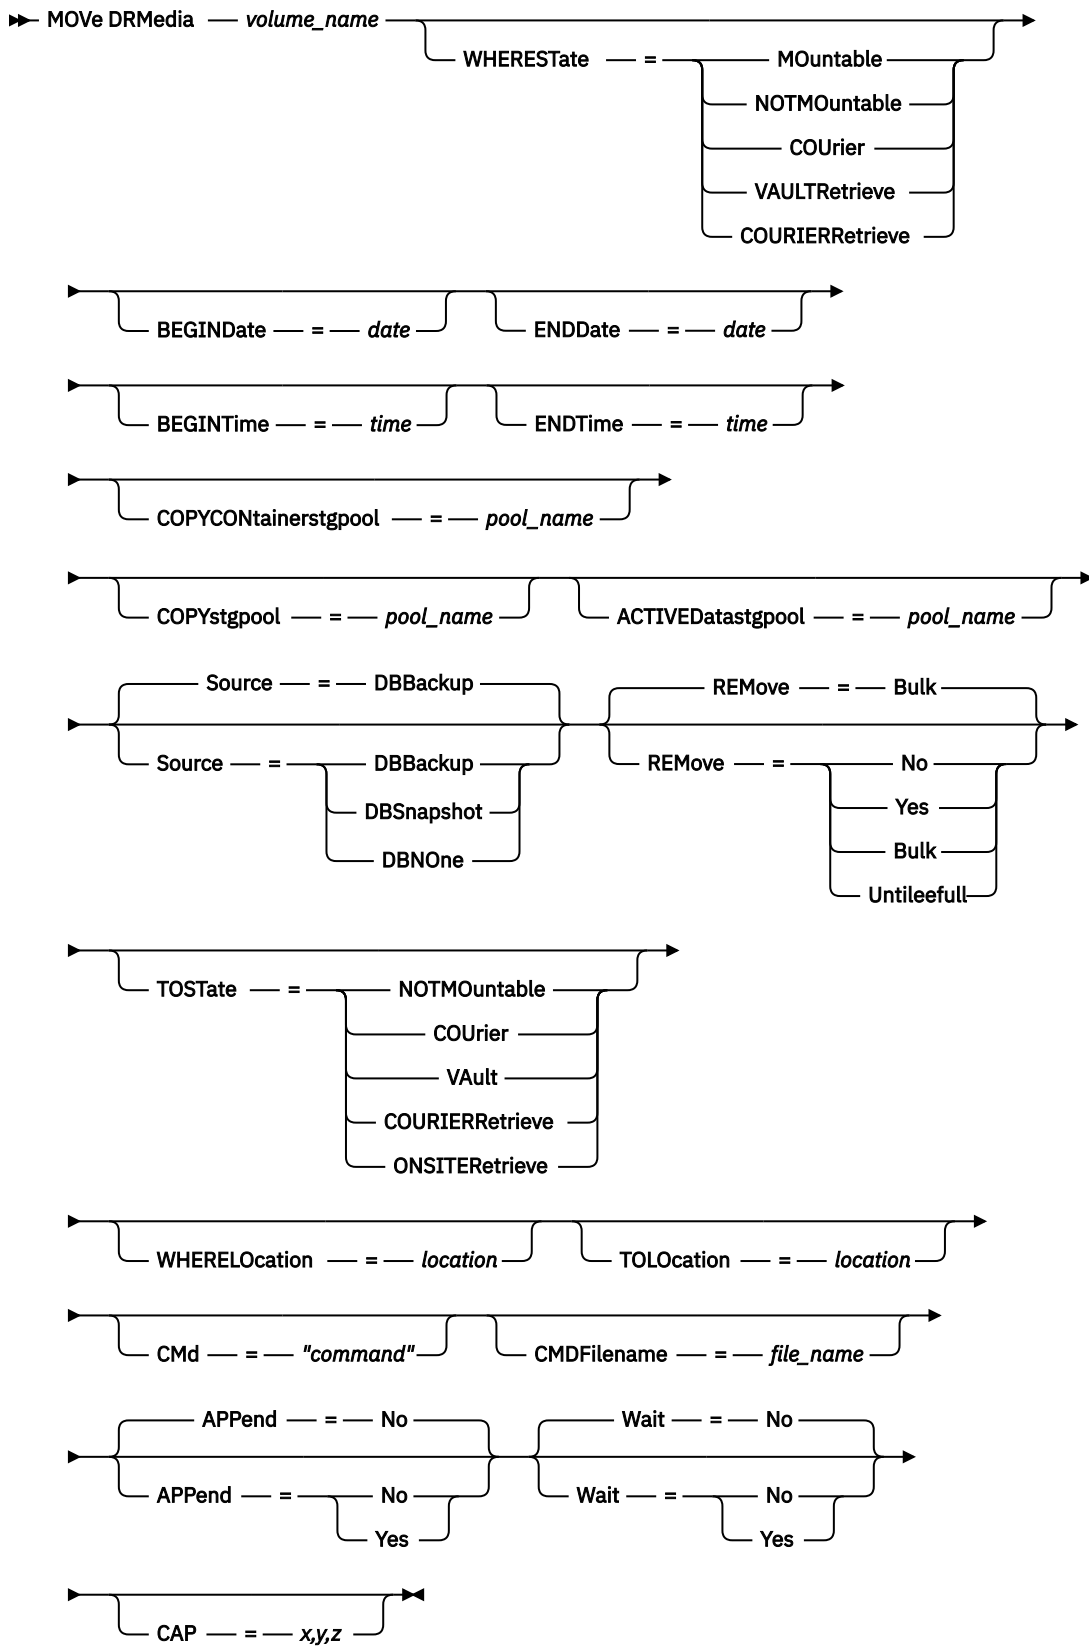 MOVe DRMedia volume_name
WHERESTate = MOuntable
NOTMOuntable
COUrier
VAULTRetrieve
COURIERRetrieve
BEGINDate = date ENDDate = date
BEGINTime = time ENDTime = time
COPYCONtainerstgpool = pool_name
COPYstgpool = pool_name ACTIVEDatastgpool = pool_name
Source = DBBackup REMove = Bulk
Source = DBBackup REMove = No
DBSnapshot Yes
DBNOne Bulk
Untileefull
TOSTate = NOTMOuntable
COUrier
VAult
COURIERRetrieve
ONSITERetrieve
WHERELOcation = location TOLOcation = location
CMd = "command" CMDFilename = file_name
APPend = No Wait = No
APPend = No Wait = No
Yes Yes
CAP = x,y,z